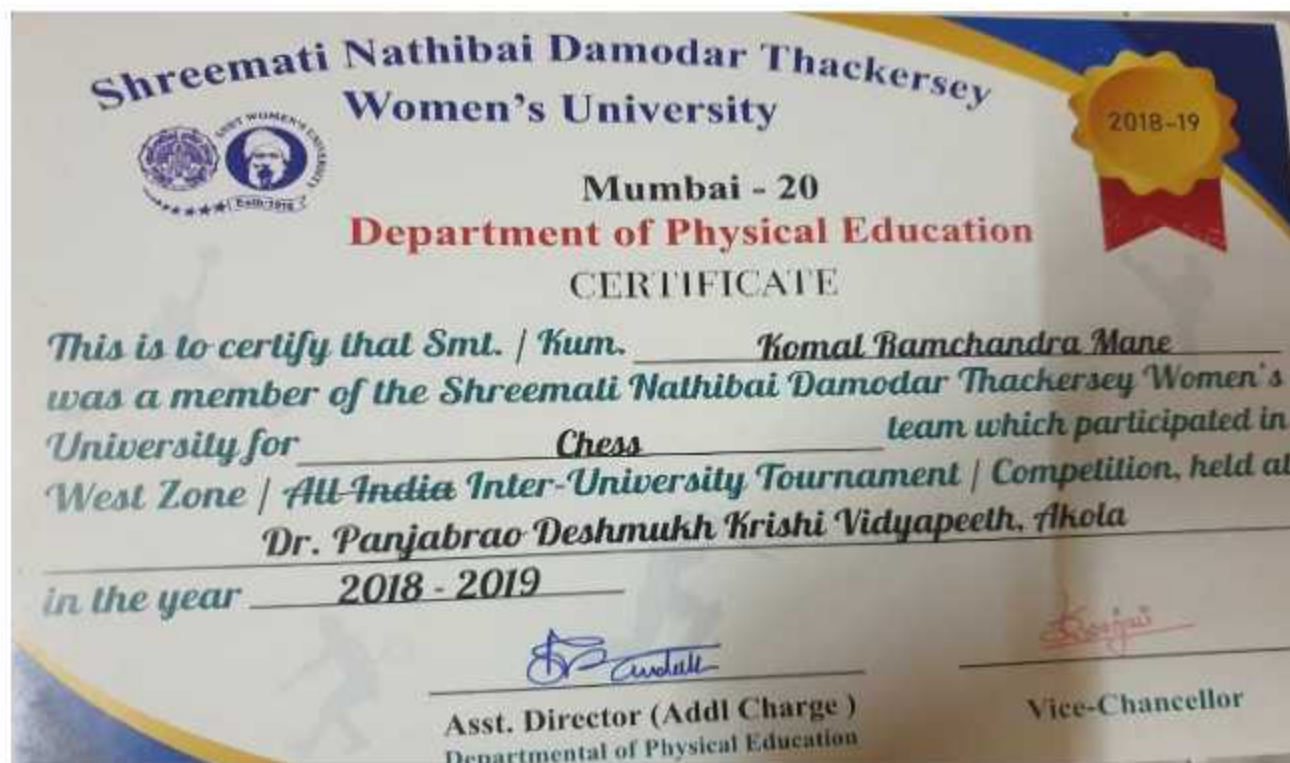 Shreemati Nathibai Damodar Thackersey
Women's University
SNDT WOMEN'S UNIVERSITY
2018-19
Mumbai - 20
Department of Physical Education
CERTIFICATE
This is to certify that Smt. / Kum. Komal Ramchandra Mane
was a member of the Shreemati Nathibai Damodar Thackersey Women's
University for Chess team which participated in
West Zone / All India Inter-University Tournament / Competition, held at
Dr. Panjabrao Deshmukh Krishi Vidyapeeth, Akola
in the year 2018 - 2019
Asst. Director (Addl Charge )
Vice-Chancellor
Departmental of Physical Education